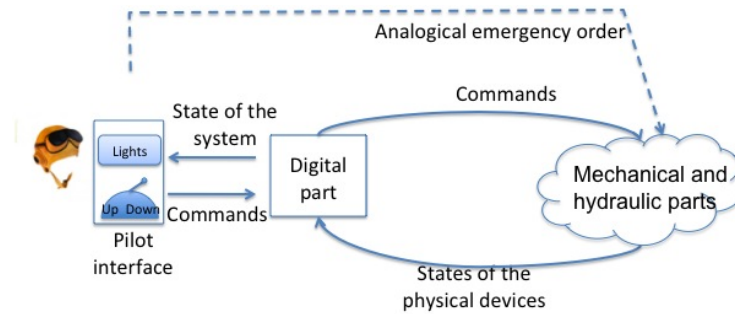 Analogical emergency order
Commands
State of the
system
Lights
Digital
part
Mechanical and
hydraulic parts
Up Down
Commands
Pilot
interface
States of the
physical devices